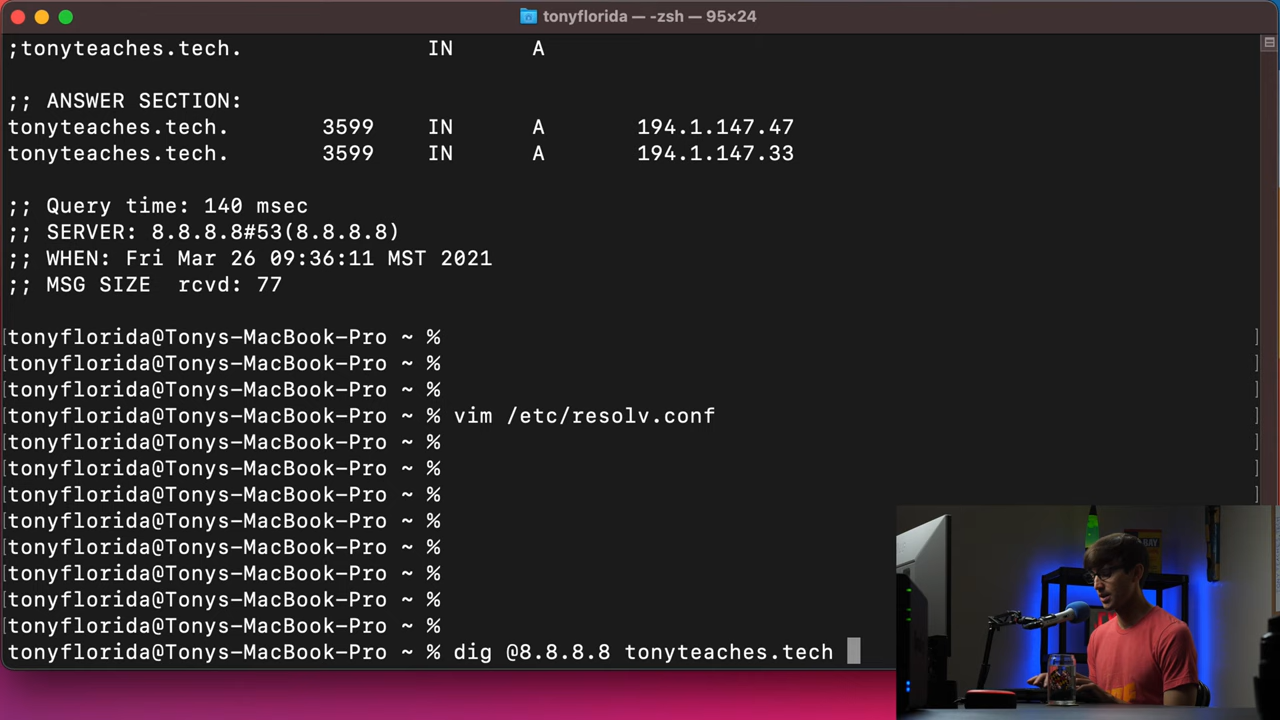 tonyflorida — -zsh — 95×24
;tonyteaches.tech. IN A
;; ANSWER SECTION:
tonyteaches.tech. 3599 IN A 194.1.147.47
tonyteaches.tech. 3599 IN A 194.1.147.33
;; Query time: 140 msec
;; SERVER: 8.8.8.8#53(8.8.8.8)
;; WHEN: Fri Mar 26 09:36:11 MST 2021
;; MSG SIZE rcvd: 77
[tonyflorida@Tonys-MacBook-Pro ~ % ]
[tonyflorida@Tonys-MacBook-Pro ~ % ]
[tonyflorida@Tonys-MacBook-Pro ~ % ]
[tonyflorida@Tonys-MacBook-Pro ~ % vim /etc/resolv.conf ]
[tonyflorida@Tonys-MacBook-Pro ~ % ]
[tonyflorida@Tonys-MacBook-Pro ~ % ]
[tonyflorida@Tonys-MacBook-Pro ~ % ]
[tonyflorida@Tonys-MacBook-Pro ~ %
[tonyflorida@Tonys-MacBook-Pro ~ %
[tonyflorida@Tonys-MacBook-Pro ~ %
[tonyflorida@Tonys-MacBook-Pro ~ %
[tonyflorida@Tonys-MacBook-Pro ~ %
tonyflorida@Tonys-MacBook-Pro ~ % dig @8.8.8.8 tonyteaches.tech